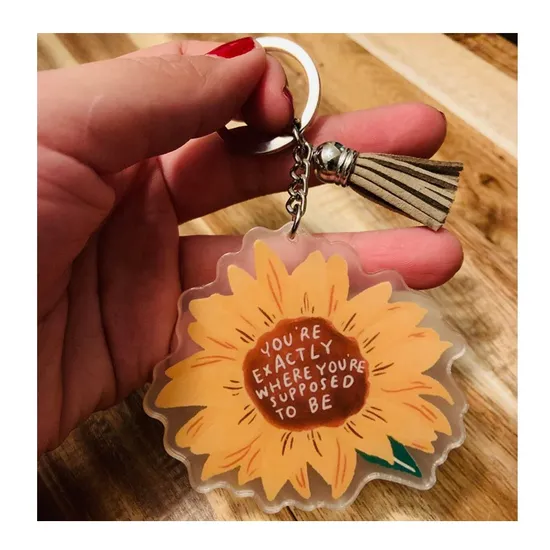 YOU'RE
EXACTLY
WHERE YOU'RE
SUPPOSED
TO BE